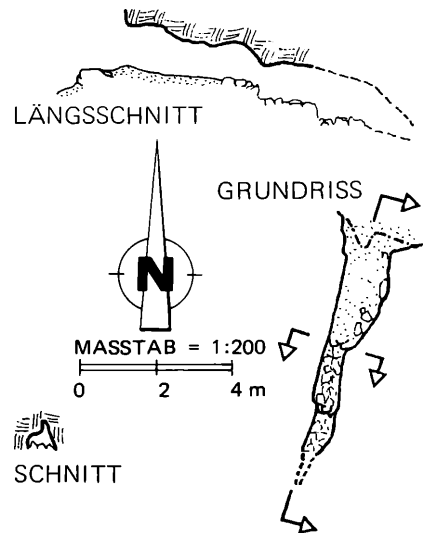 LÄNGSSCHNITT
GRUNDRISS
N
MASSTAB = 1:200
0 2 4 m
SCHNITT